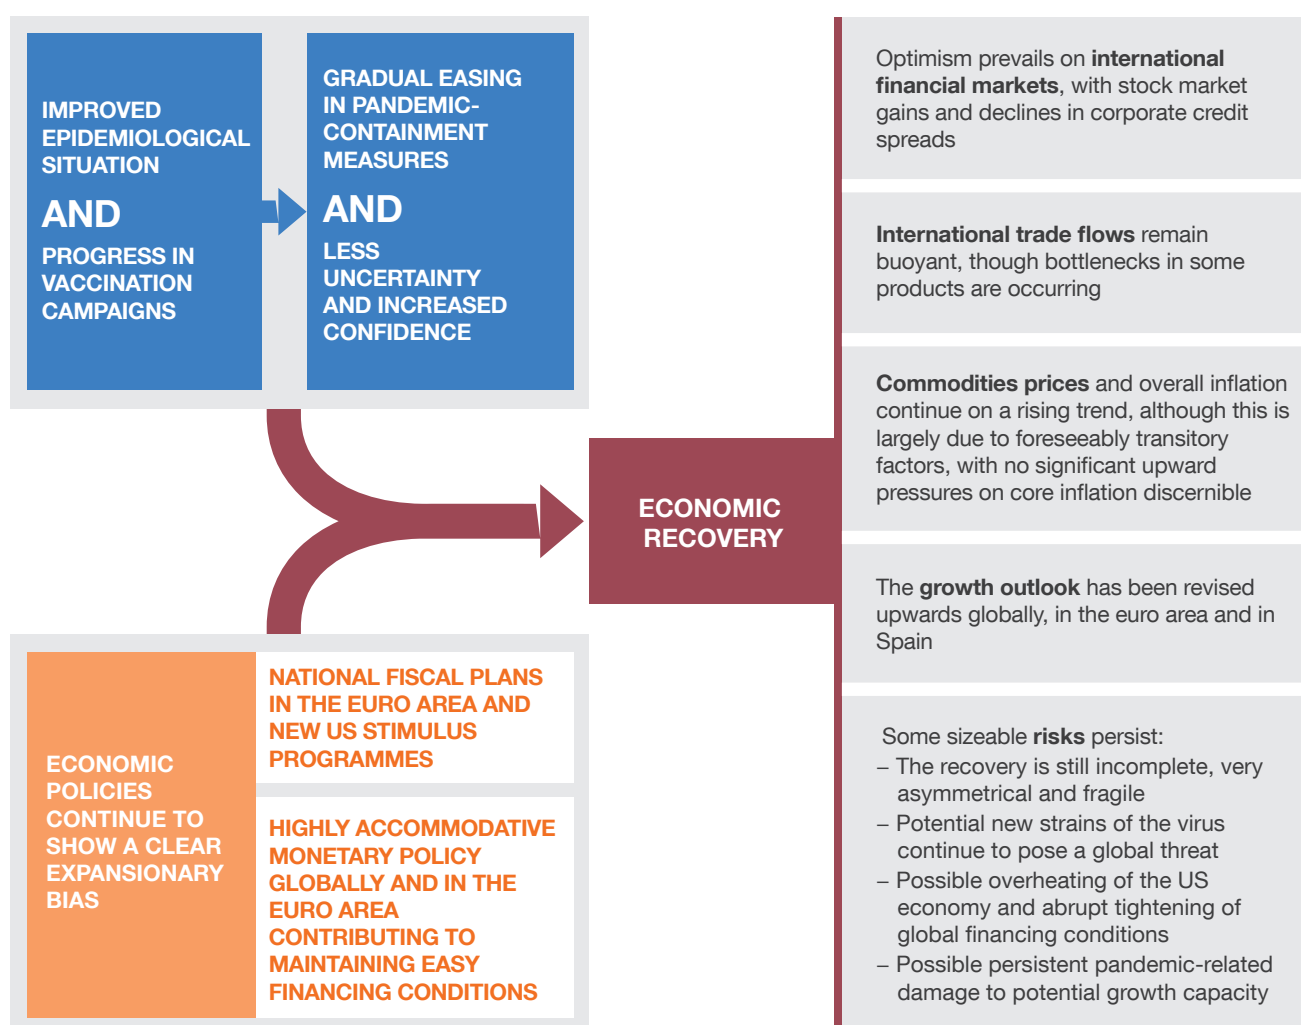 IMPROVED
EPIDEMIOLOGICAL
SITUATION
AND
PROGRESS IN
VACCINATION
CAMPAIGNS
GRADUAL EASING
IN PANDEMIC-
CONTAINMENT
MEASURES
AND
LESS
UNCERTAINTY
AND INCREASED
CONFIDENCE
ECONOMIC
POLICIES
CONTINUE TO
SHOW A CLEAR
EXPANSIONARY
BIAS
NATIONAL FISCAL PLANS
IN THE EURO AREA AND
NEW US STIMULUS
PROGRAMMES
HIGHLY ACCOMMODATIVE
MONETARY POLICY
GLOBALLY AND IN THE
EURO AREA
CONTRIBUTING TO
MAINTAINING EASY
FINANCING CONDITIONS
ECONOMIC
RECOVERY
Optimism prevails on international
financial markets, with stock market
gains and declines in corporate credit
spreads
International trade flows remain
buoyant, though bottlenecks in some
products are occurring
Commodities prices and overall inflation
continue on a rising trend, although this is
largely due to foreseeably transitory
factors, with no significant upward
pressures on core inflation discernible
The growth outlook has been revised
upwards globally, in the euro area and in
Spain
Some sizeable risks persist:
– The recovery is still incomplete, very
asymmetrical and fragile
– Potential new strains of the virus
continue to pose a global threat
– Possible overheating of the US
economy and abrupt tightening of
global financing conditions
– Possible persistent pandemic-related
damage to potential growth capacity